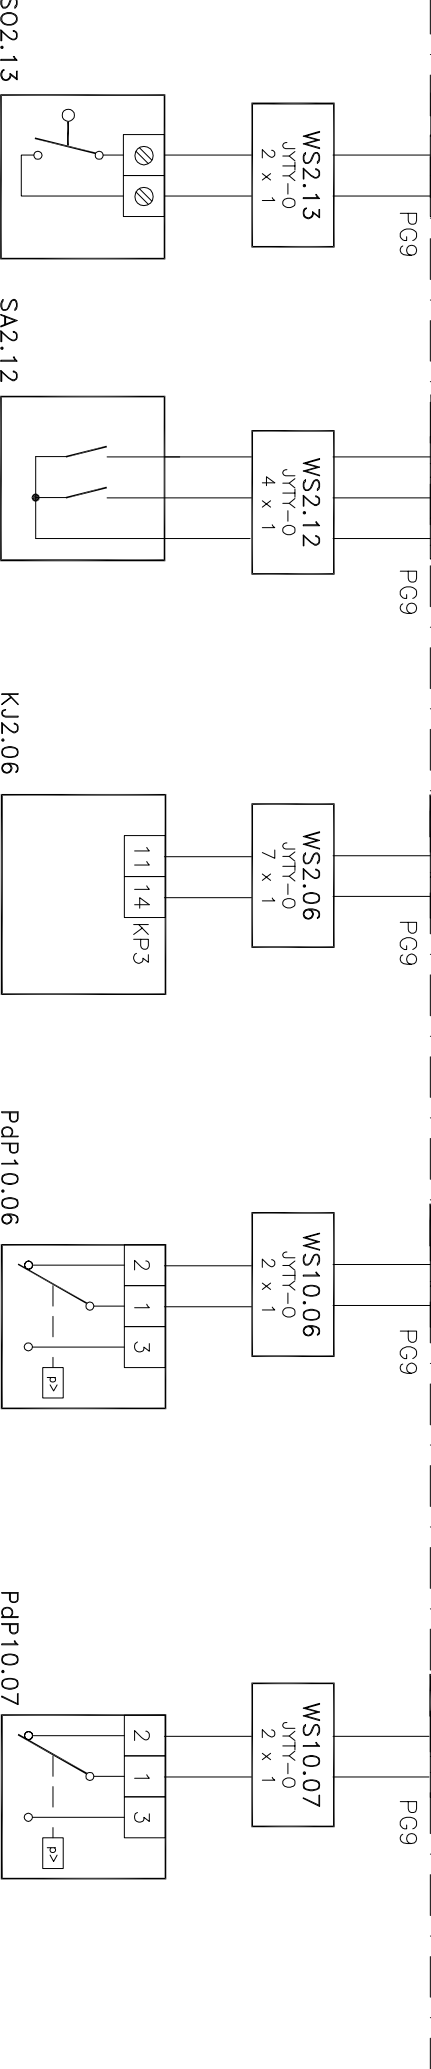 SO2.13
WS2.13
JYTY-O
2 x 1
PG9
SA2.12
WS2.12
JYTY-O
4 x 1
PG9
KJ2.06
11
14
KP3
WS2.06
JYTY-O
7 x 1
PG9
PdP10.06
2
1
3
p>
WS10.06
JYTY-O
2 x 1
PG9
PdP10.07
2
1
3
p>
WS10.07
JYTY-O
2 x 1
PG9